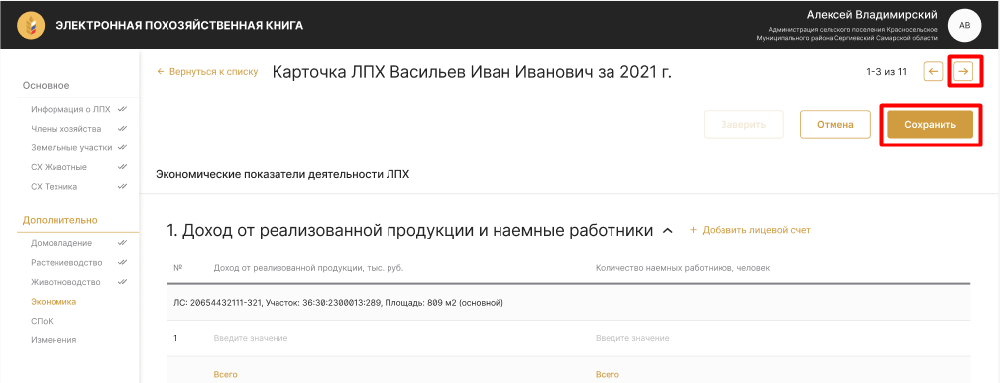 ЭЛЕКТРОННАЯ ПОХОЗЯЙСТВЕННАЯ КНИГА
Алексей Владимирский
Администрация сельского поселения Красносельское
Муниципального района Сергиевский Самарской области
АВ
Основное
Информация о ЛПХ
Члены хозяйства
Земельные участки
СХ Животные
СХ Техника
Дополнительно
Домовладение
Растениеводство
Животноводство
Экономика
СПоК
Изменения
← Вернуться к списку
Карточка ЛПХ Васильев Иван Иванович за 2021 г.
1-3 из 11
← →
Заверить
Отмена
Сохранить
Экономические показатели деятельности ЛПХ
1. Доход от реализованной продукции и наемные работники
+ Добавить лицевой счет
№ Доход от реализованной продукции, тыс. руб. Количество наемных работников, человек
ЛС: 20654432111-321, Участок: 36:30:2300013:289, Площадь: 809 м2 (основной)
1 Введите значение Введите значение
Всего Всего